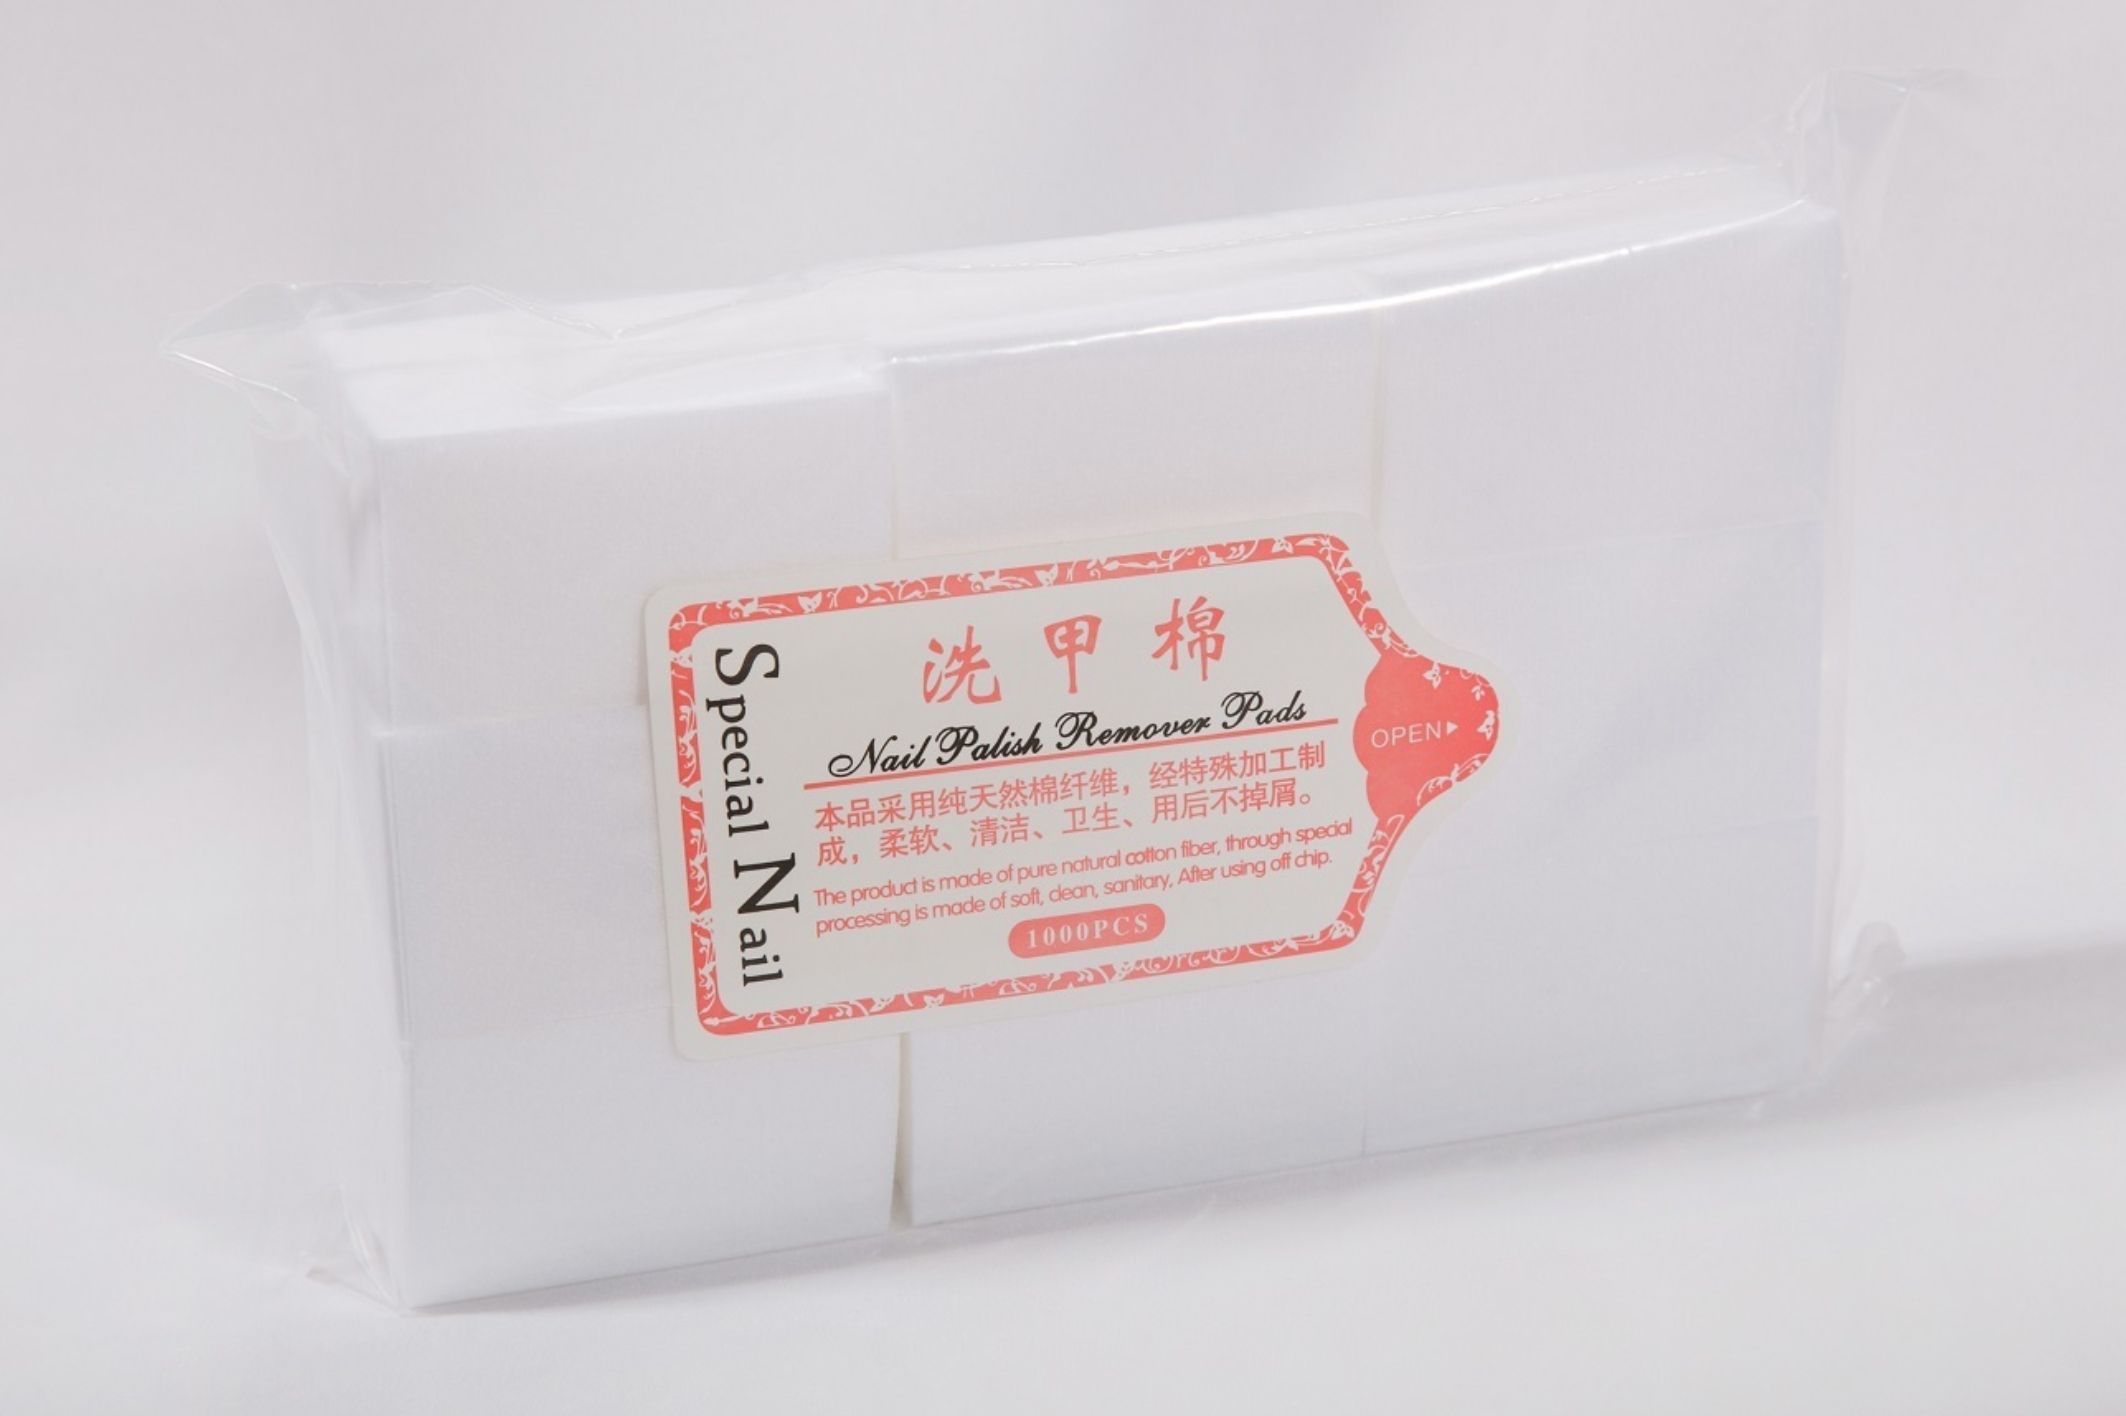 洗甲棉
Nail Palish Remover Pads
本品采用纯天然棉纤维，经特殊加工制
成，柔软、清洁、卫生、用后不掉屑。
The product is made of pure natural cotton fiber, through special
processing is made of soft, clean, sanitary, After using off chip.
1000PCS
Special Nail
OPEN